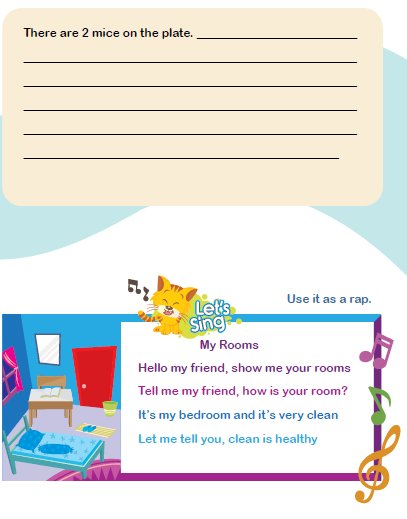 There are 2 mice on the plate.
Let's
Sing
Use it as a rap.
My Rooms
Hello my friend, show me your rooms
Tell me my friend, how is your room?
It's my bedroom and it's very clean
Let me tell you, clean is healthy